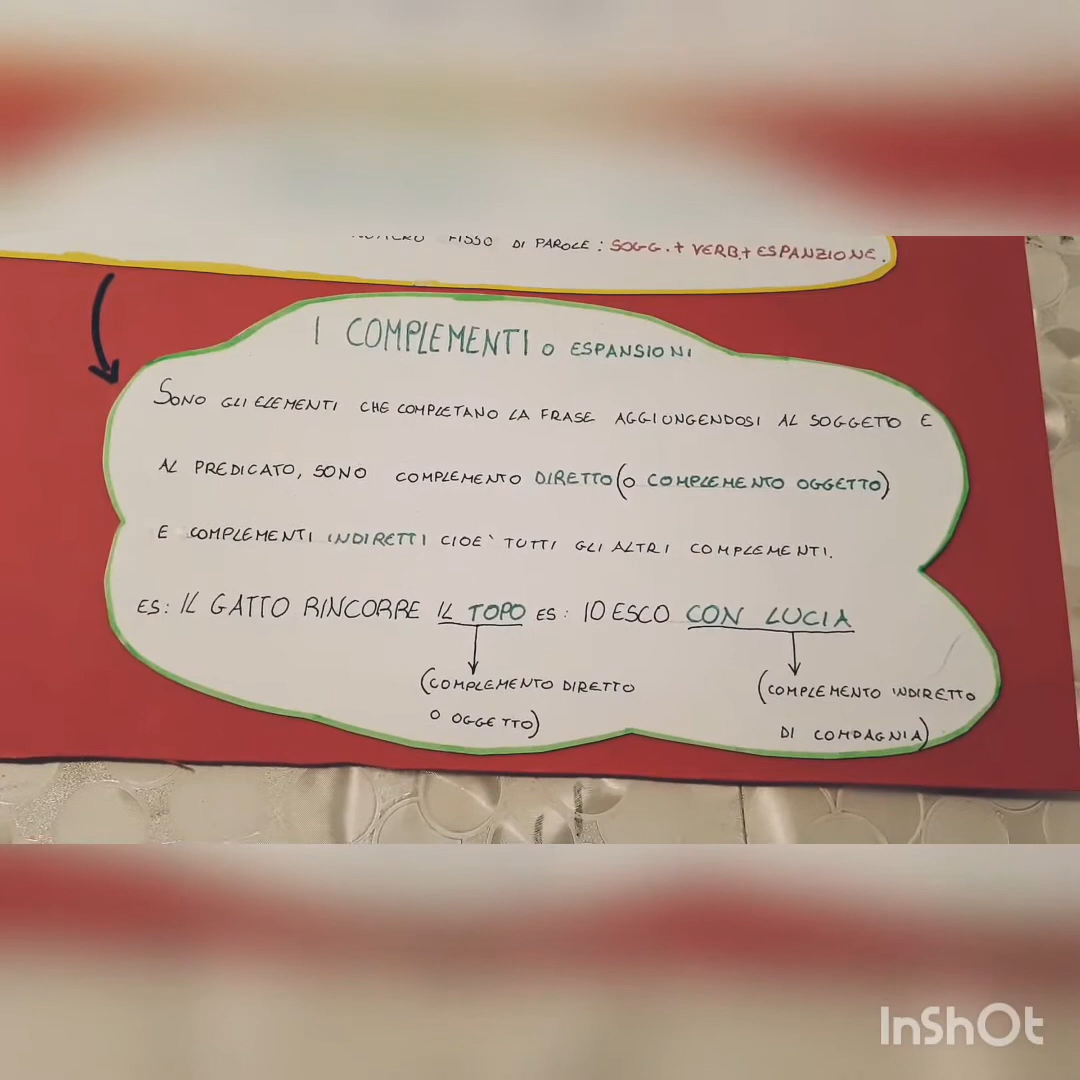 FISSO DI PAROLE: SOGG.+ VERB.+ ESPANZIONE.
I COMPLEMENTI O ESPANSIONI
SONO GLI ELEMENTI CHE COMPLETANO LA FRASE AGGIUNGENDOSI AL SOGGETTO E
AL PREDICATO, SONO COMPLEMENTO DIRETTO (O COMPLEMENTO OGGETTO)
E COMPLEMENTI INDIRETTI CIOE' TUTTI GLI ALTRI COMPLEMENTI.
ES: IL GATTO RINCORRE IL TOPO ES: IO ESCO CON LUCIA
(COMPLEMENTO DIRETTO
O OGGETTO)
(COMPLEMENTO INDIRETTO
DI COMPAGNIA)
InShOt